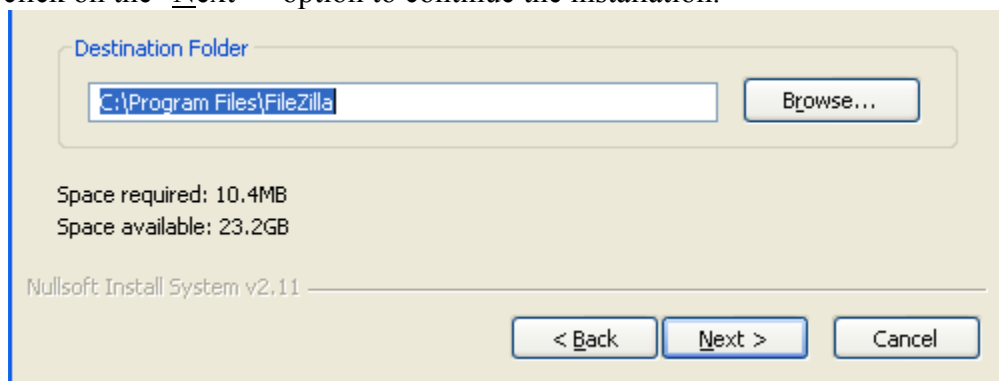 click on the "Next" option to continue the installation.
Destination Folder
C:\Program Files\FileZilla
Browse...
Space required: 10.4MB
Space available: 23.2GB
Nullsoft Install System v2.11
< Back
Next >
Cancel